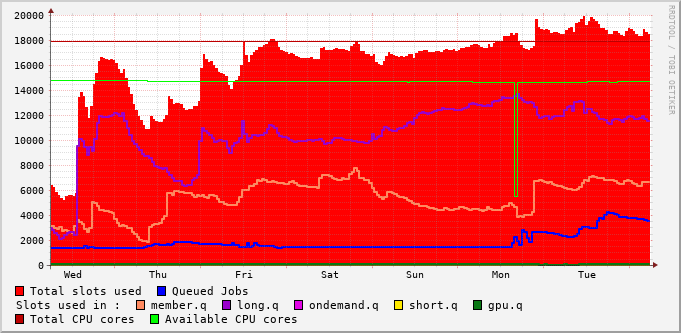 20000
18000
16000
14000
12000
10000
8000
6000
4000
2000
0
Wed Thu Fri Sat Sun Mon Tue
RRDTOOL / TOBI OETIKER
Total slots used Queued Jobs
Slots used in : member.q long.q ondemand.q short.q gpu.q
Total CPU cores Available CPU cores